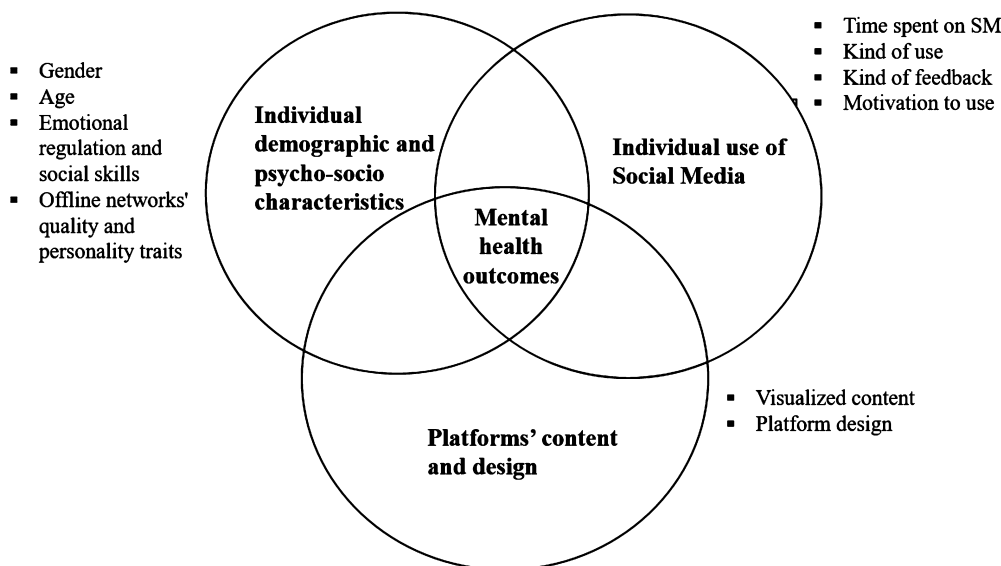 ▪ Gender
▪ Age
▪ Emotional
regulation and
social skills
▪ Offline networks'
quality and
personality traits
Individual
demographic and
psycho-socio
characteristics
▪ Time spent on SM
▪ Kind of use
▪ Kind of feedback
▪ Motivation to use
Individual use of
Social Media
Mental
health
outcomes
Platforms’ content
and design
▪ Visualized content
▪ Platform design